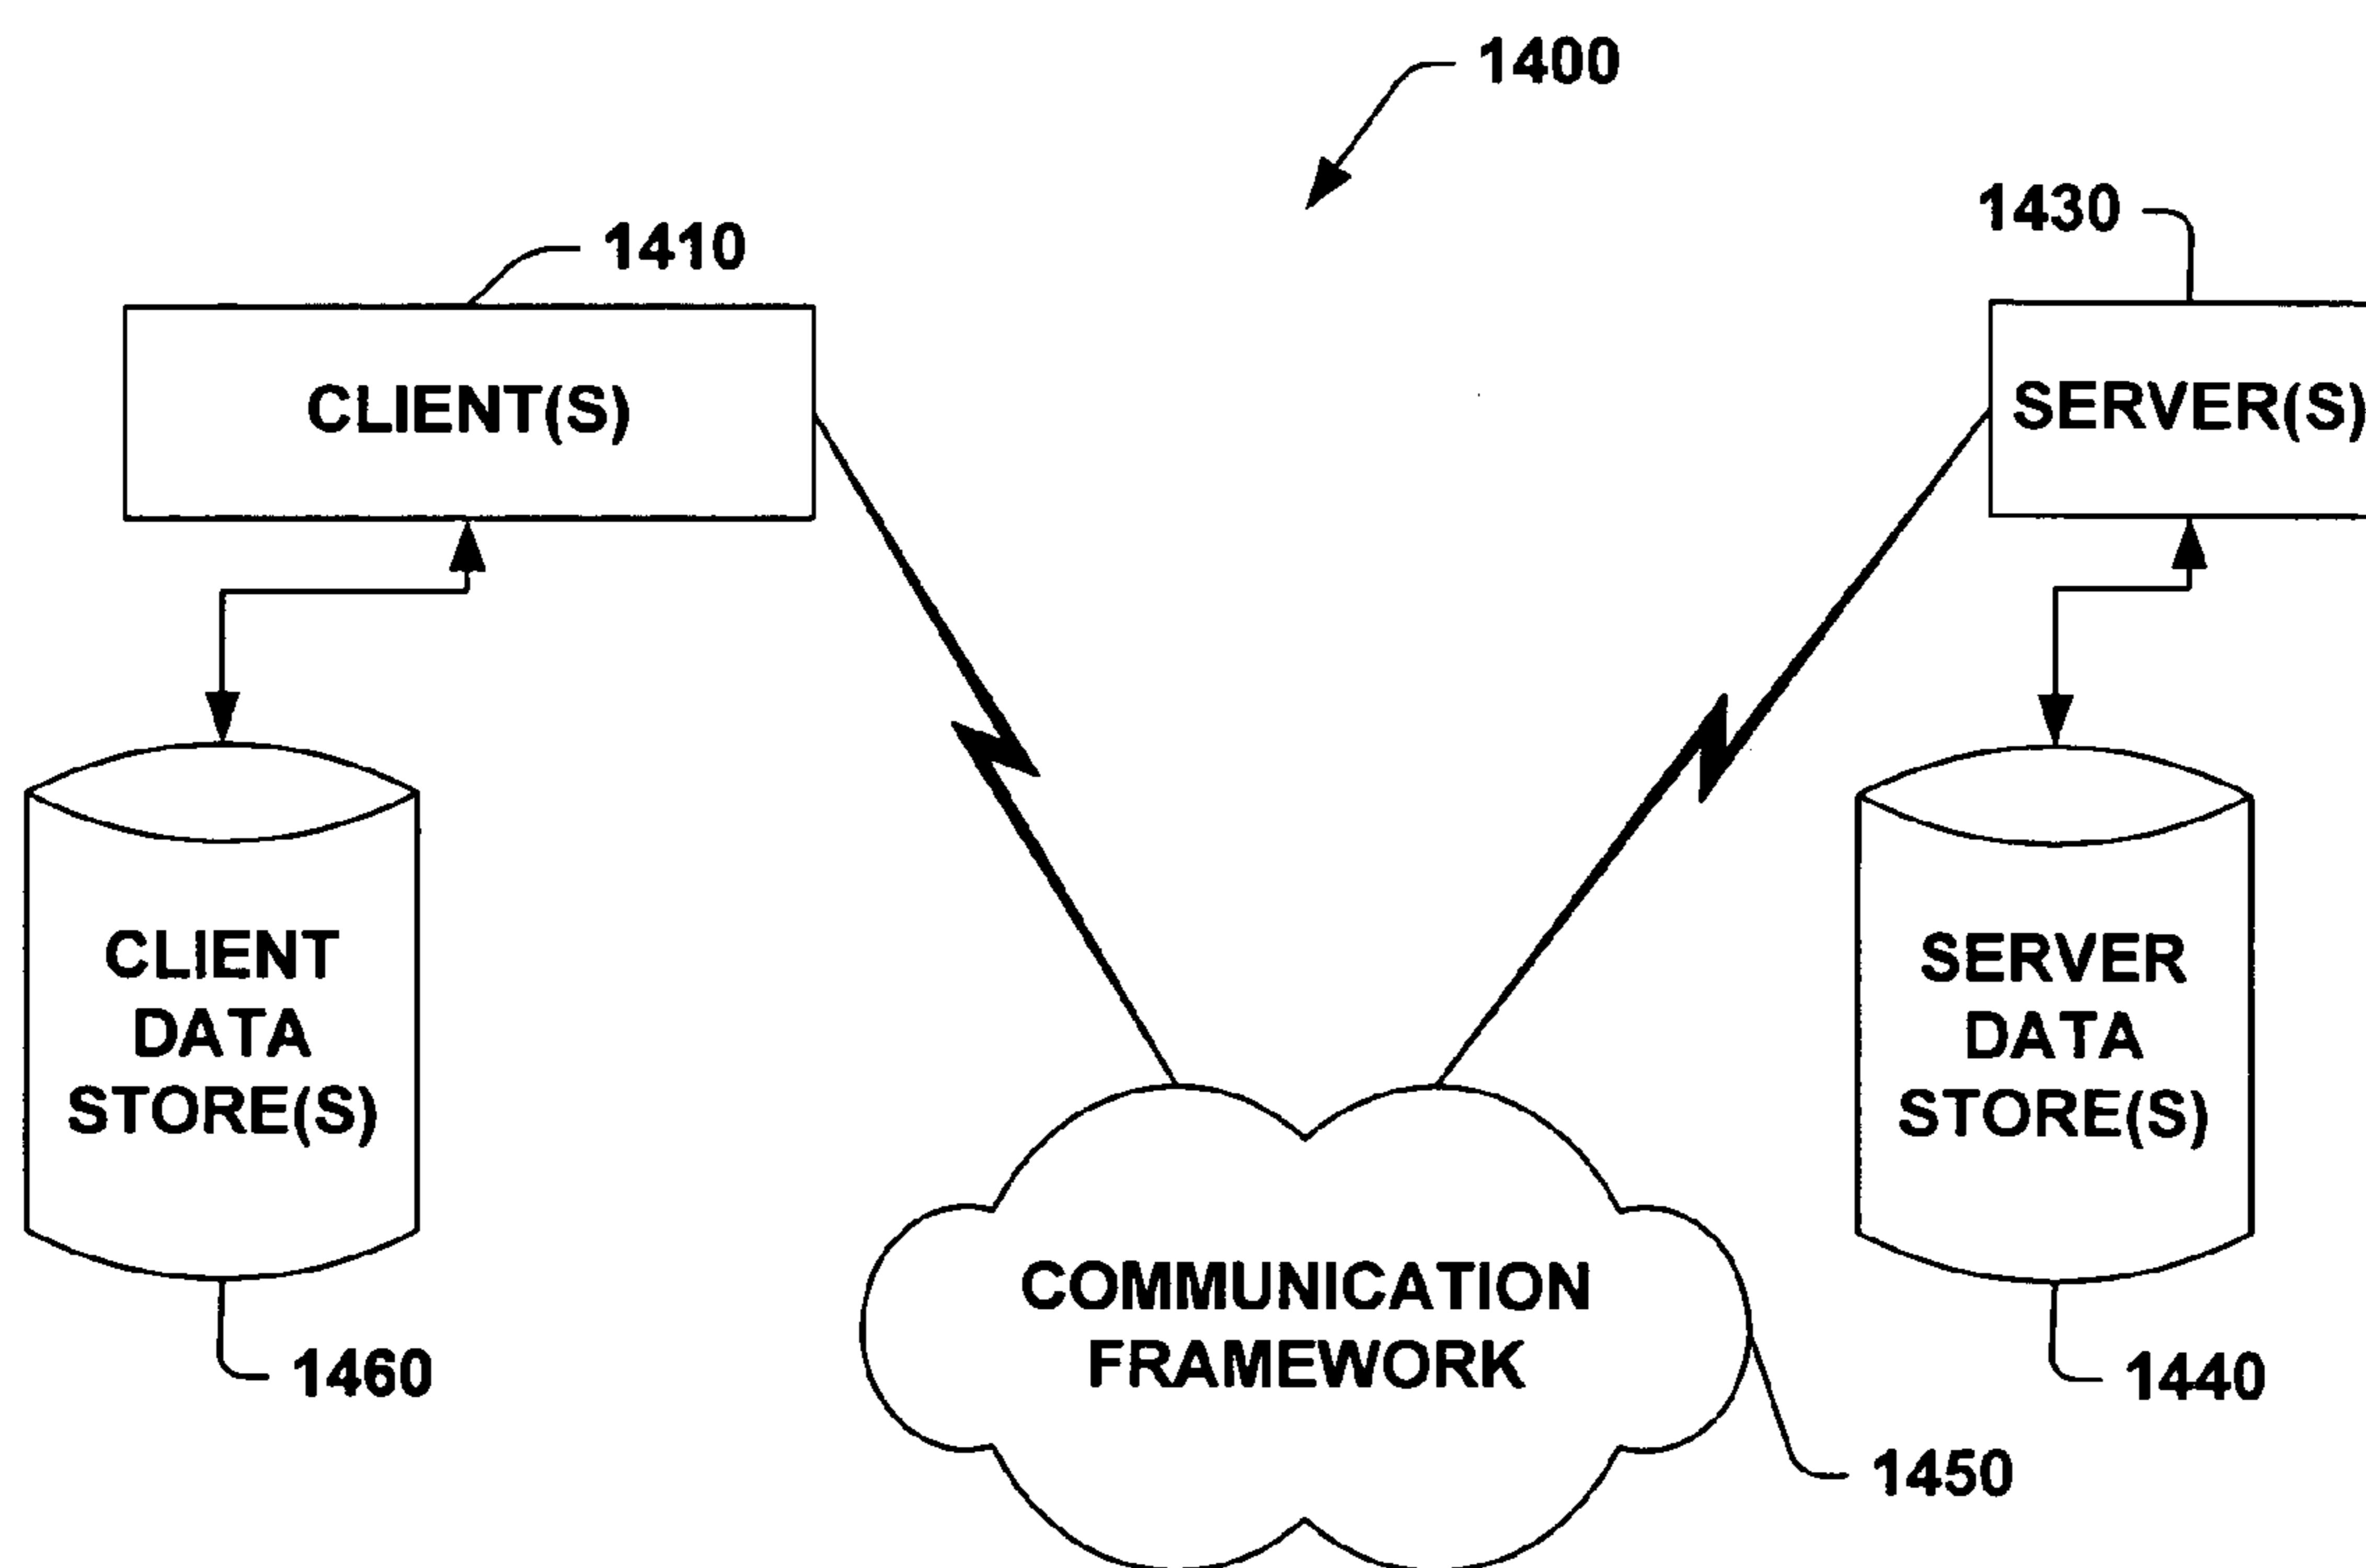 1400
1410
1430
CLIENT(S)
SERVER(S)
CLIENT
DATA
STORE(S)
SERVER
DATA
STORE(S)
COMMUNICATION
FRAMEWORK
1460
1440
1450